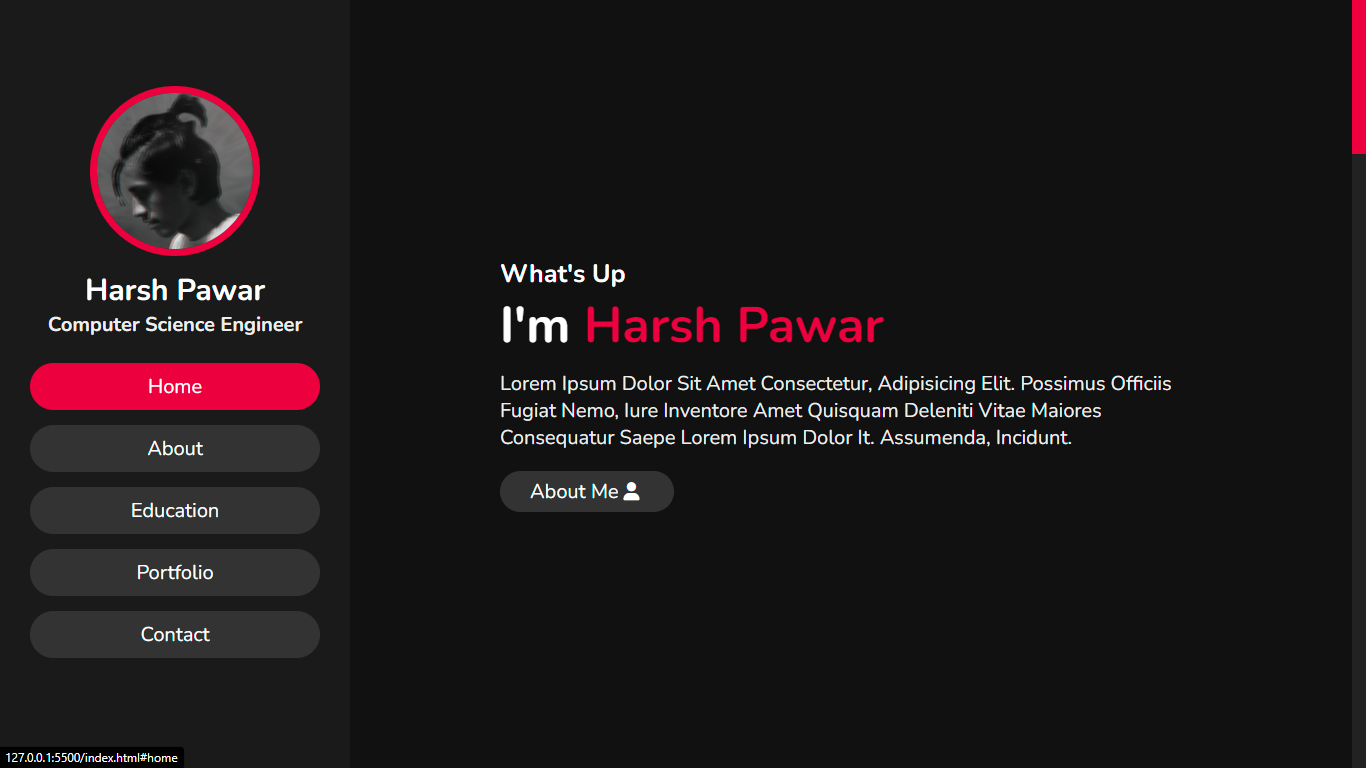 Harsh Pawar
Computer Science Engineer
Home
About
Education
Portfolio
Contact
What's Up
I'm Harsh Pawar
Lorem Ipsum Dolor Sit Amet Consectetur, Adipisicing Elit. Possimus Officiis
Fugiat Nemo, Iure Inventore Amet Quisquam Deleniti Vitae Maiores
Consequatur Saepe Lorem Ipsum Dolor It. Assumenda, Incidunt.
About Me
127.0.0.1:5500/index.html#home